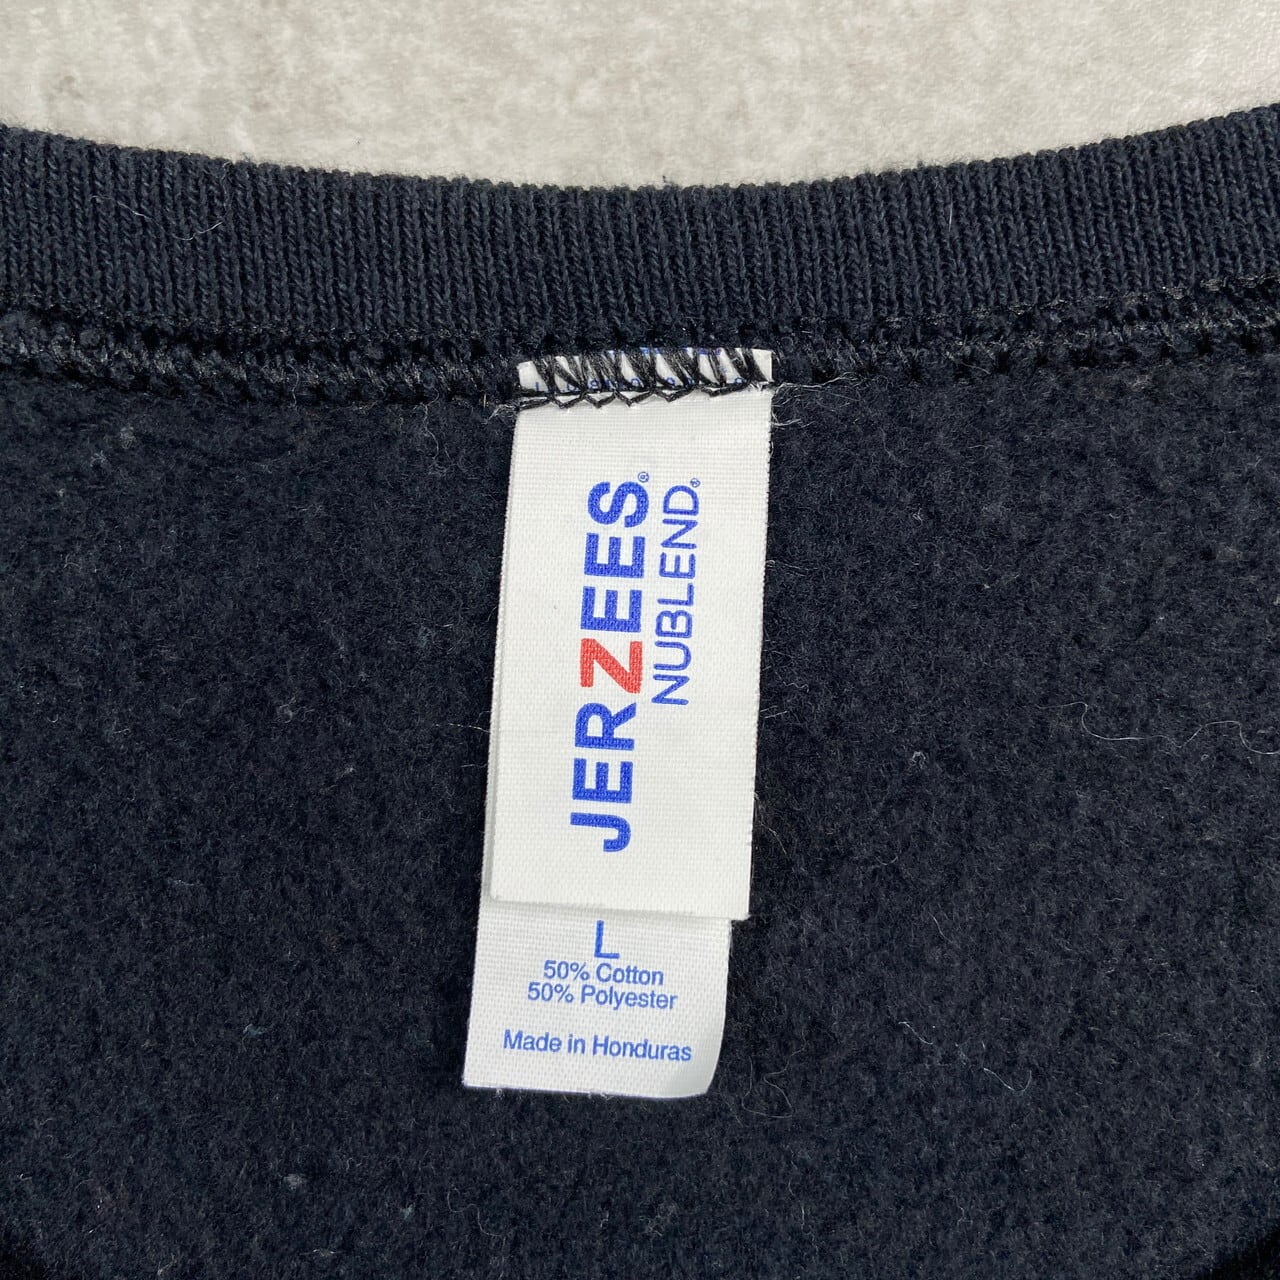 JERZEES®
NUBLEND®
L
50% Cotton
50% Polyester
Made in Honduras